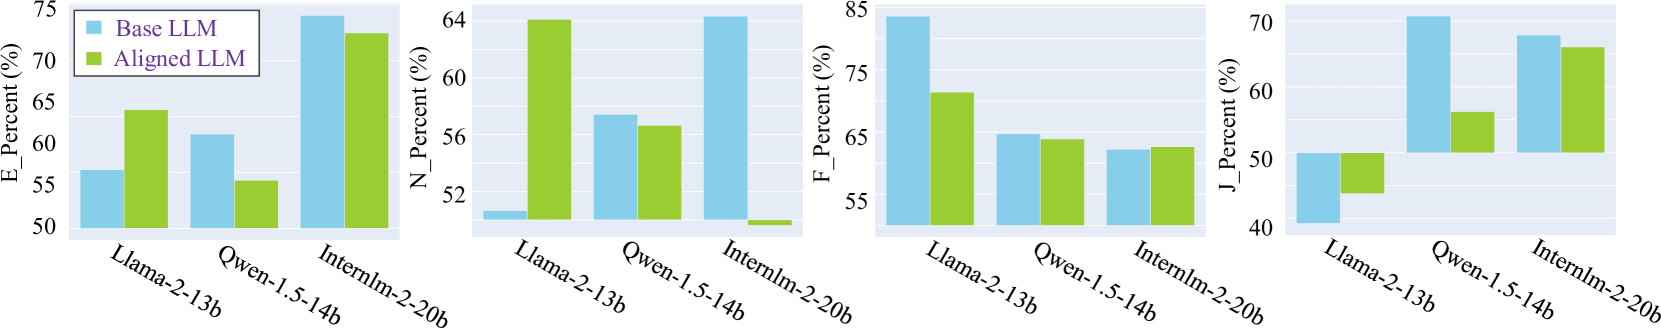 E_Percent (%)
75
70
65
60
55
50
Base LLM
Aligned LLM
Llama-2-13b
Qwen-1.5-14b
Internlm-2-20b
N_Percent (%)
64
60
56
52
Llama-2-13b
Qwen-1.5-14b
Internlm-2-20b
F_Percent (%)
85
75
65
55
Llama-2-13b
Qwen-1.5-14b
Internlm-2-20b
J_Percent (%)
70
60
50
40
Llama-2-13b
Qwen-1.5-14b
Internlm-2-20b